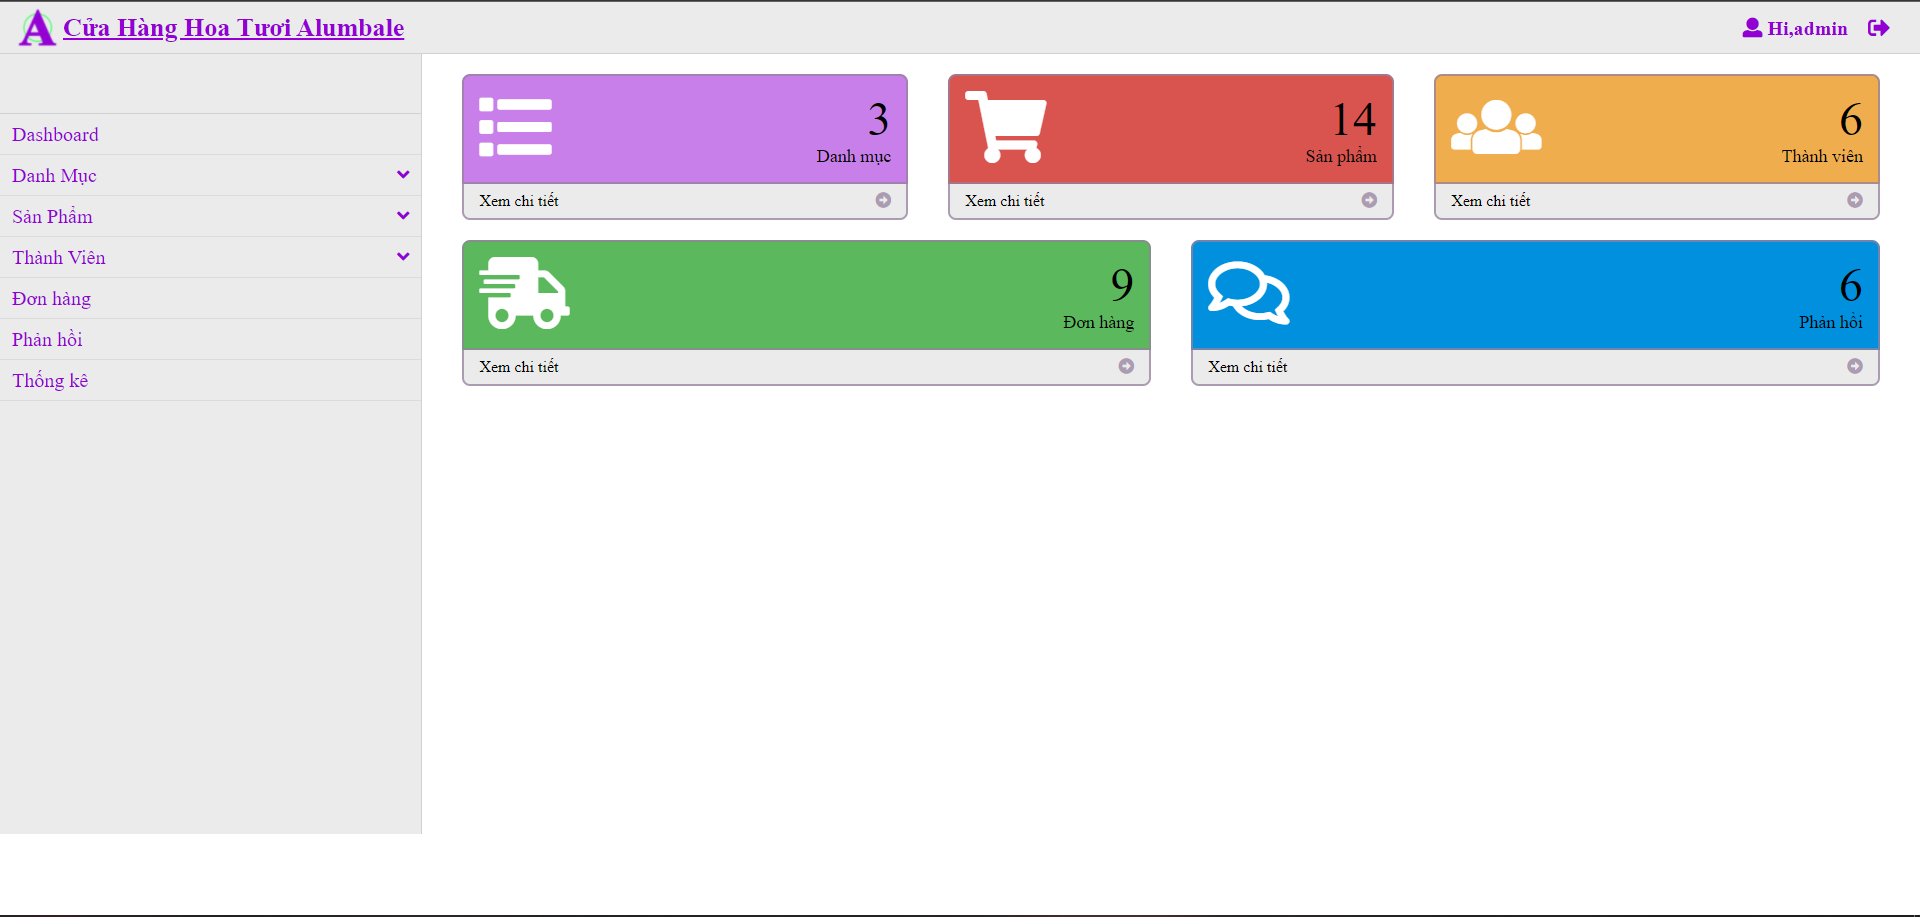 A Cửa Hàng Hoa Tươi Alumbale
Hi,admin
Dashboard
Danh Mục
Sản Phẩm
Thành Viên
Đơn hàng
Phản hồi
Thống kê
3
Danh mục
Xem chi tiết
14
Sản phẩm
Xem chi tiết
6
Thành viên
Xem chi tiết
9
Đơn hàng
Xem chi tiết
6
Phản hồi
Xem chi tiết